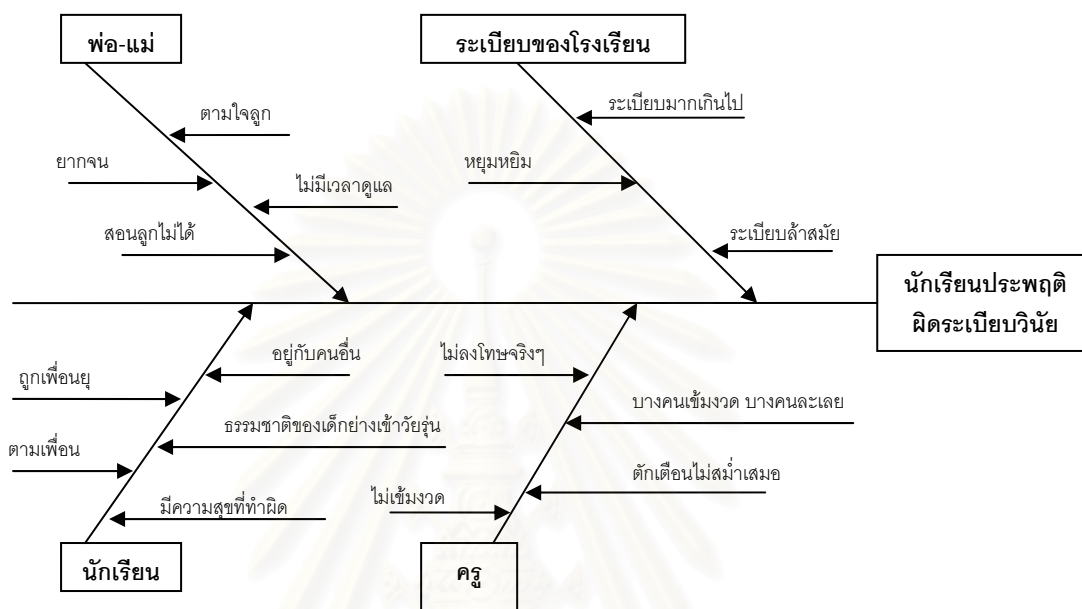 พ่อ-แม่
ระเบียบของโรงเรียน
ตามใจลูก
ระเบียบมากเกินไป
ยากจน
หยุมหยิม
ไม่มีเวลาดูแล
สอนลูกไม่ได้
ระเบียบล้าสมัย
นักเรียนประพฤติ
ผิดระเบียบวินัย
อยู่กับคนอื่น
ไม่ลงโทษจริงๆ
ถูกเพื่อนยุ
บางคนเข้มงวด บางคนละเลย
ธรรมชาติของเด็กย่างเข้าวัยรุ่น
ตามเพื่อน
ตักเตือนไม่สม่ำเสมอ
ไม่เข้มงวด
มีความสุขที่ทำผิด
นักเรียน
ครู